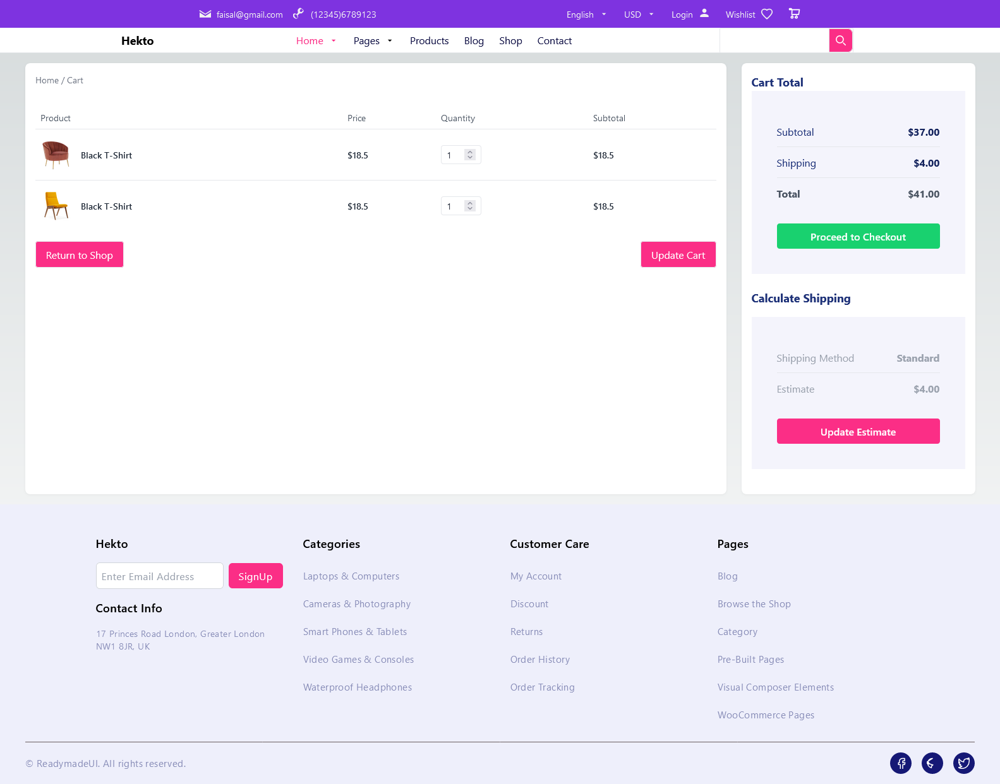 faisal@gmail.com (12345)6789123 English USD Login Wishlist
Hekto Home Pages Products Blog Shop Contact
Home / Cart
Product Price Quantity Subtotal
Black T-Shirt $18.5 1 $18.5
Black T-Shirt $18.5 1 $18.5
Return to Shop Update Cart
Cart Total
Subtotal $37.00
Shipping $4.00
Total $41.00
Proceed to Checkout
Calculate Shipping
Shipping Method Standard
Estimate $4.00
Update Estimate
Hekto
Enter Email Address SignUp
Contact Info
17 Princes Road London, Greater London
NW1 8JR, UK
Categories
Laptops & Computers
Cameras & Photography
Smart Phones & Tablets
Video Games & Consoles
Waterproof Headphones
Customer Care
My Account
Discount
Returns
Order History
Order Tracking
Pages
Blog
Browse the Shop
Category
Pre-Built Pages
Visual Composer Elements
WooCommerce Pages
© ReadymadeUI. All rights reserved.